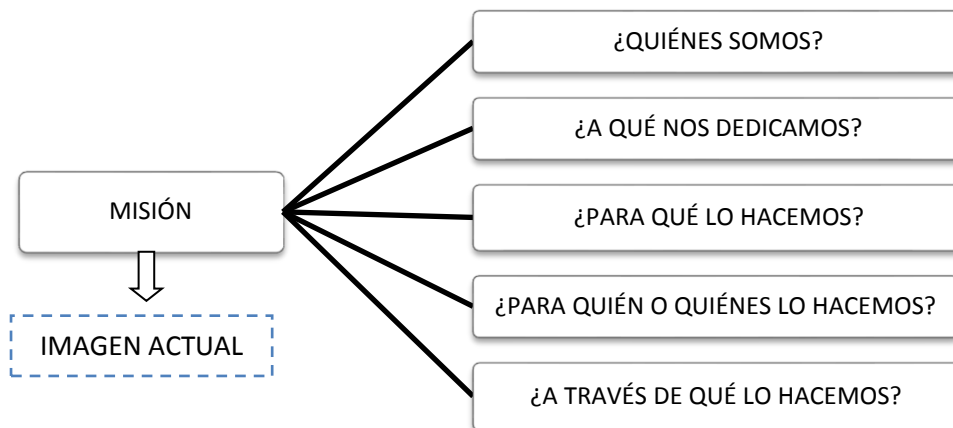 MISIÓN
IMAGEN ACTUAL
¿QUIÉNES SOMOS?
¿A QUÉ NOS DEDICAMOS?
¿PARA QUÉ LO HACEMOS?
¿PARA QUIÉN O QUIÉNES LO HACEMOS?
¿A TRAVÉS DE QUÉ LO HACEMOS?